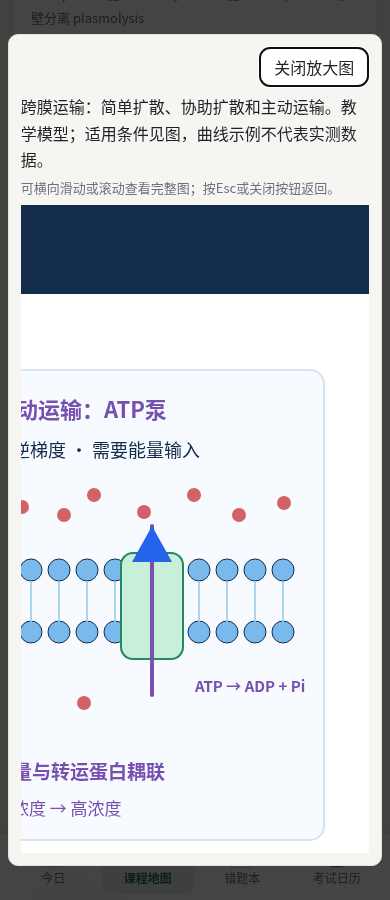 壁分离 plasmolysis
关闭放大图
跨膜运输：简单扩散、协助扩散和主动运输。教
学模型；适用条件见图，曲线示例不代表实测数
据。
可横向滑动或滚动查看完整图；按Esc或关闭按钮返回。
动运输：ATP泵
逆梯度 · 需要能量输入
ATP → ADP + Pi
量与转运蛋白耦联
浓度 → 高浓度
今日
课程地图
错题本
考试日历